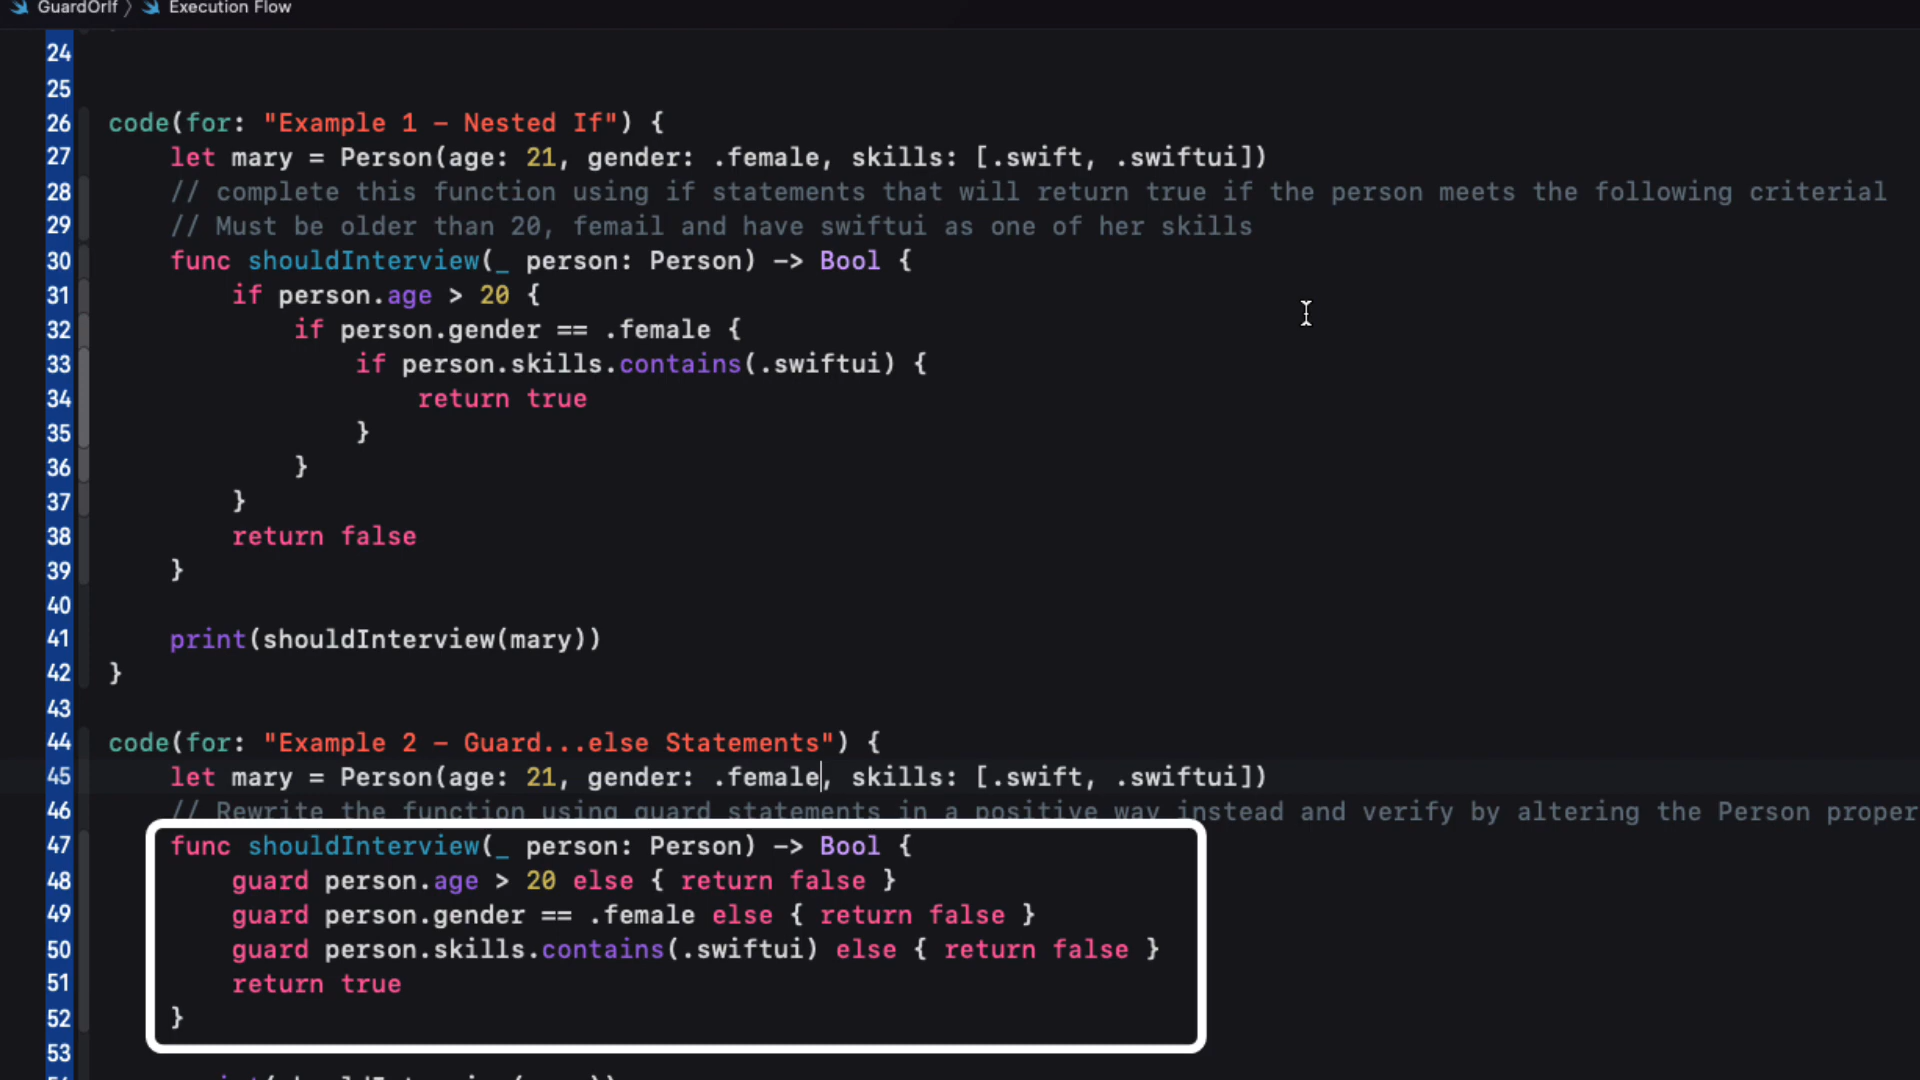 GuardOrIf 〉 Execution Flow
24
25
26 code(for: "Example 1 – Nested If") {
27 let mary = Person(age: 21, gender: .female, skills: [.swift, .swiftui])
28 // complete this function using if statements that will return true if the person meets the following criterial
29 // Must be older than 20, femail and have swiftui as one of her skills
30 func shouldInterview(_ person: Person) -> Bool {
31 if person.age > 20 {
32 if person.gender == .female {
33 if person.skills.contains(.swiftui) {
34 return true
35 }
36 }
37 }
38 return false
39 }
40
41 print(shouldInterview(mary))
42 }
43
44 code(for: "Example 2 – Guard...else Statements") {
45 let mary = Person(age: 21, gender: .female, skills: [.swift, .swiftui])
46 // Rewrite the function using guard statements in a positive way instead and verify by altering the Person proper
47 func shouldInterview(_ person: Person) -> Bool {
48 guard person.age > 20 else { return false }
49 guard person.gender == .female else { return false }
50 guard person.skills.contains(.swiftui) else { return false }
51 return true
52 }
53